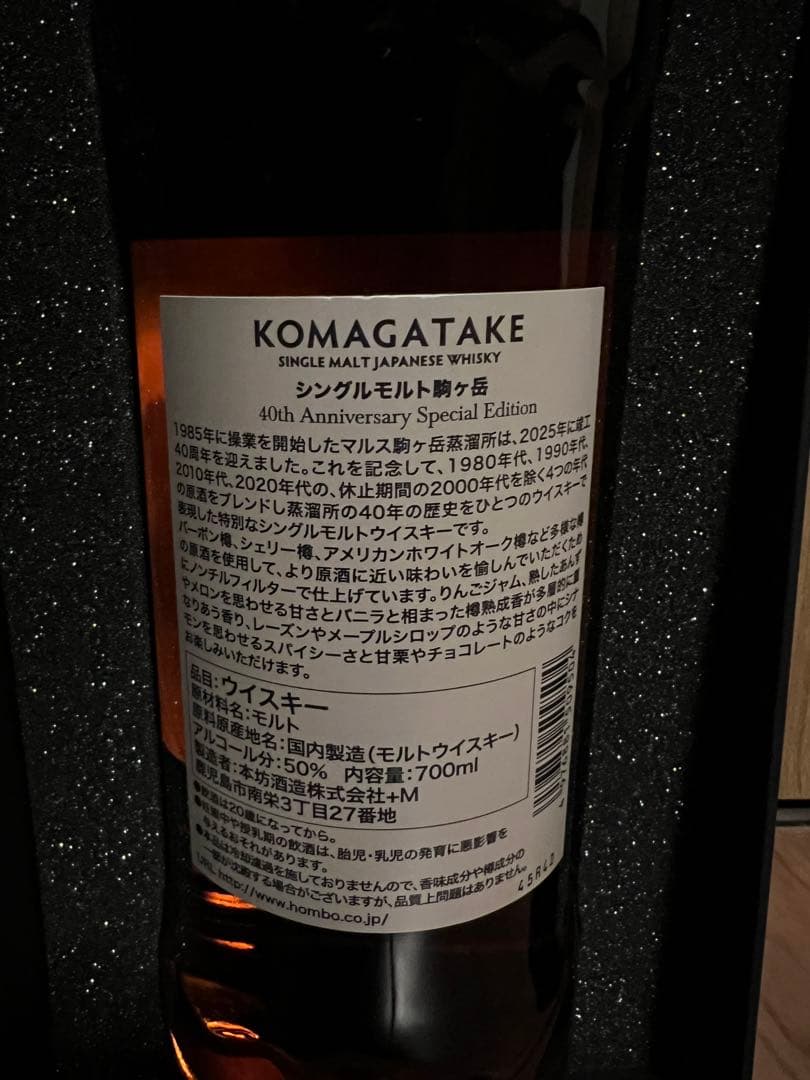 KOMAGATAKE
SINGLE MALT JAPANESE WHISKY
シングルモルト駒ヶ岳
40th Anniversary Special Edition
1985年に操業を開始したマルス駒ヶ岳蒸溜所は、2025年に竣工
40周年を迎えました。これを記念して、1980年代、1990年代、
2010年代、2020年代の、休止期間の2000年代を除く4つの年代
の原酒をブレンドし蒸溜所の40年の歴史をひとつのウイスキーで
表現した特別なシングルモルトウイスキーです。
バーボン樽、シェリー樽、アメリカンホワイトオーク樽など多様な樽
の原酒を使用して、より原酒に近い味わいを愉しんでいただくため
にノンチルフィルターで仕上げています。りんごジャム、熟したあんず
やメロンを思わせる甘さとバニラと相まった樽熟成香が多層的に重
なりあう香り、レーズンやメープルシロップのような甘さの中にシナ
モンを思わせるスパイシーさと甘栗やチョコレートのようなコクを
お楽しみいただけます。
品目：ウイスキー
原材料名：モルト
原料原産地名：国内製造（モルトウイスキー）
アルコール分：50% 内容量：700ml
製造者：本坊酒造株式会社+M
鹿児島市南栄3丁目27番地
●飲酒は20歳になってから。
●妊娠中や授乳期の飲酒は、胎児・乳児の発育に悪影響を
与えるおそれがあります。
●本品は冷却濾過を施しておりませんので、香味成分や樽成分の
一部が沈殿する場合がございますが、品質上問題はありません。
URL http://www.hombo.co.jp/
45R4D